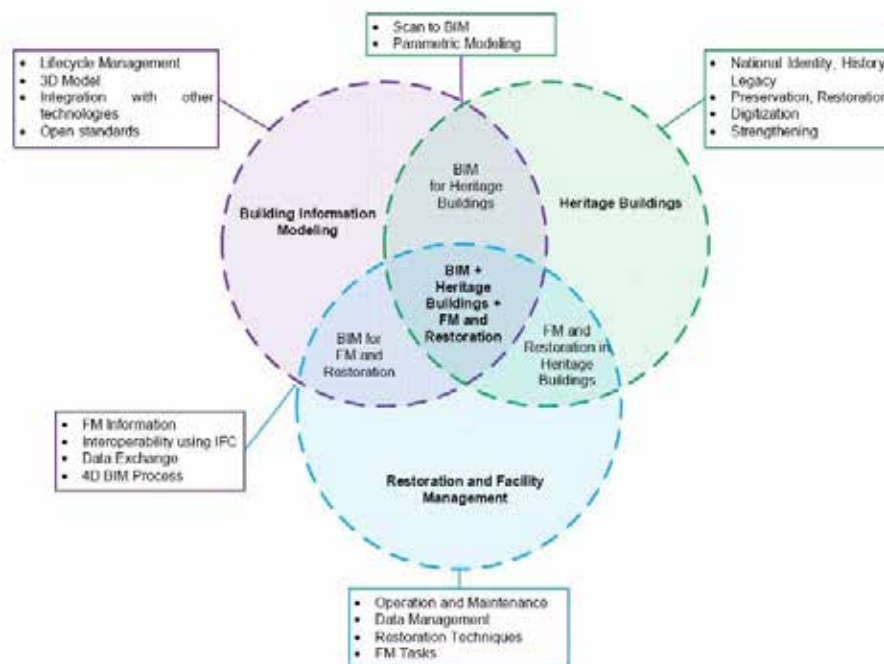 • Scan to BIM
• Parametric Modeling
• Lifecycle Management
• 3D Model
• Integration with other
technologies
• Open standards
• National Identity, History
Legacy
• Preservation, Restoration
• Digitization
• Strengthening
BIM
for Heritage
Buildings
Building Information
Modeling
Heritage Buildings
BIM +
Heritage
Buildings +
FM and
Restoration
BIM for
FM and
Restoration
FM and
Restoration in
Heritage
Buildings
• FM Information
• Interoperability using IFC
• Data Exchange
• 4D BIM Process
Restoration and Facility
Management
• Operation and Maintenance
• Data Management
• Restoration Techniques
• FM Tasks